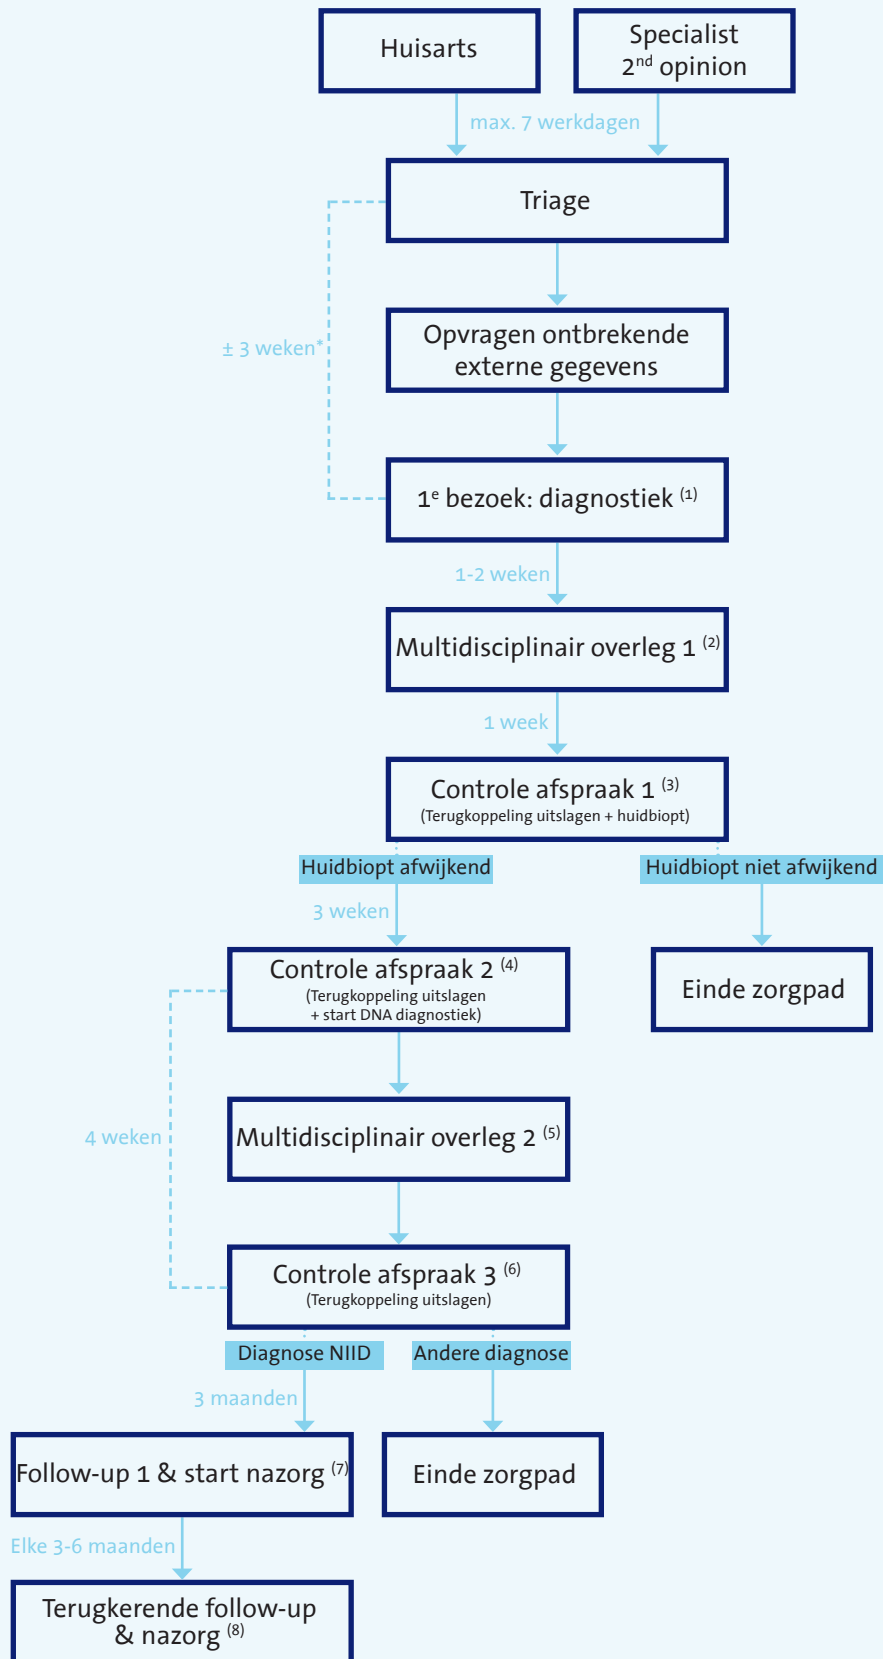 Huisarts
Specialist
2nd opinion
max. 7 werkdagen
Triage
± 3 weken*
Opvragen ontbrekende
externe gegevens
1e bezoek: diagnostiek (1)
1-2 weken
Multidisciplinair overleg 1 (2)
1 week
Controle afspraak 1 (3)
(Terugkoppeling uitslagen + huidbiopt)
Huidbiopt afwijkend
Huidbiopt niet afwijkend
3 weken
Controle afspraak 2 (4)
(Terugkoppeling uitslagen
+ start DNA diagnostiek)
Einde zorgpad
4 weken
Multidisciplinair overleg 2 (5)
Controle afspraak 3 (6)
(Terugkoppeling uitslagen)
Diagnose NIID
Andere diagnose
3 maanden
Follow-up 1 & start nazorg (7)
Einde zorgpad
Elke 3-6 maanden
Terugkerende follow-up
& nazorg (8)